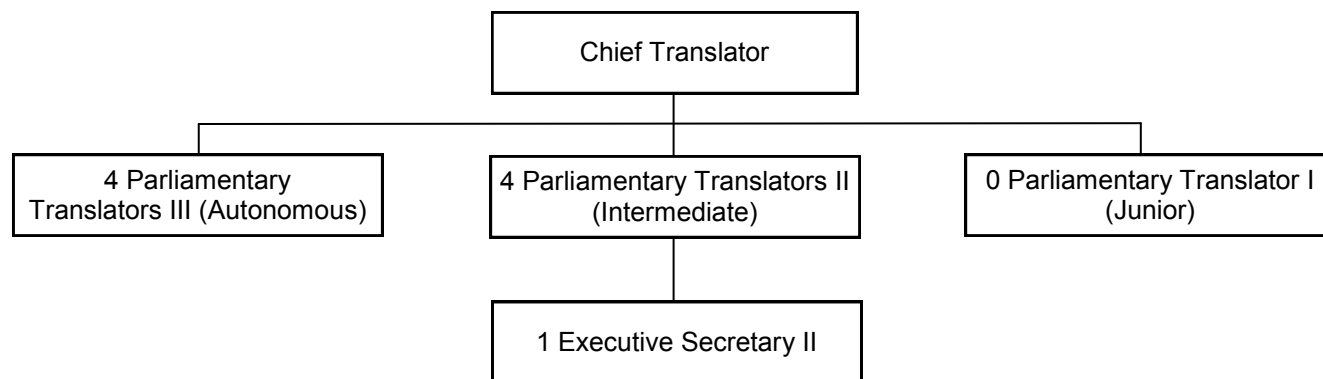 Chief Translator
4 Parliamentary
Translators III (Autonomous)
4 Parliamentary Translators II
(Intermediate)
0 Parliamentary Translator I
(Junior)
1 Executive Secretary II